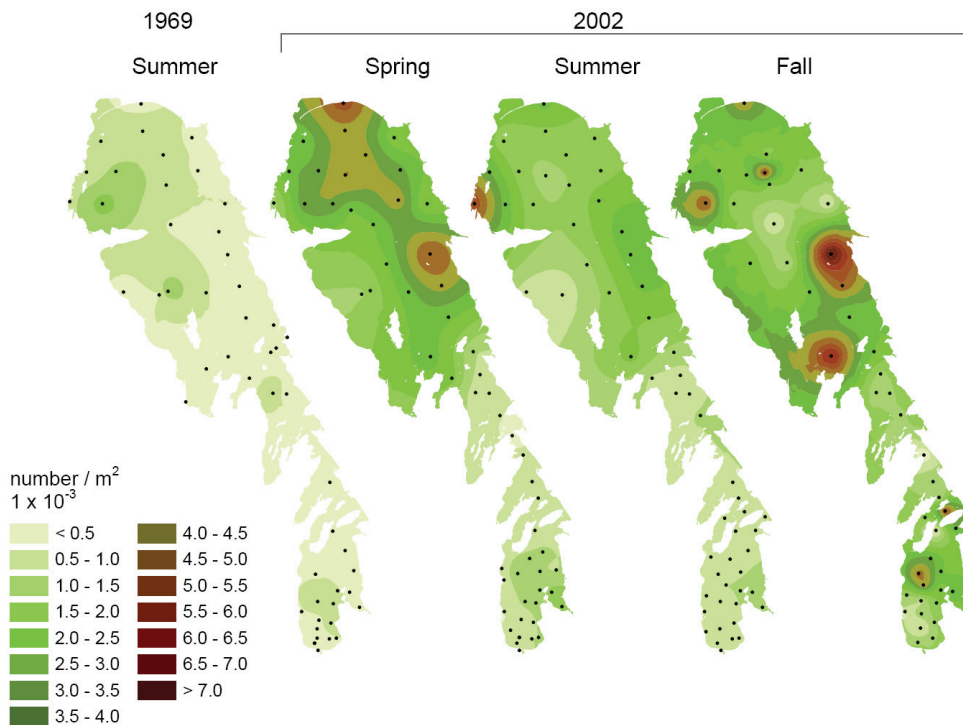 1969
2002
Summer
Spring
Summer
Fall
number / m²
1 x 10⁻³
< 0.5
0.5 - 1.0
1.0 - 1.5
1.5 - 2.0
2.0 - 2.5
2.5 - 3.0
3.0 - 3.5
3.5 - 4.0
4.0 - 4.5
4.5 - 5.0
5.0 - 5.5
5.5 - 6.0
6.0 - 6.5
6.5 - 7.0
> 7.0